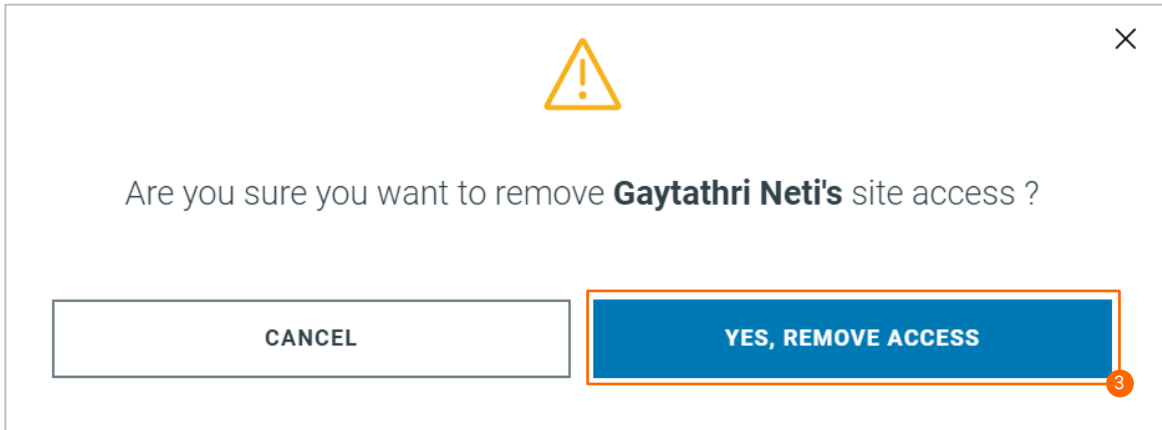 Are you sure you want to remove Gaytathri Neti's site access ?
CANCEL
YES, REMOVE ACCESS
3